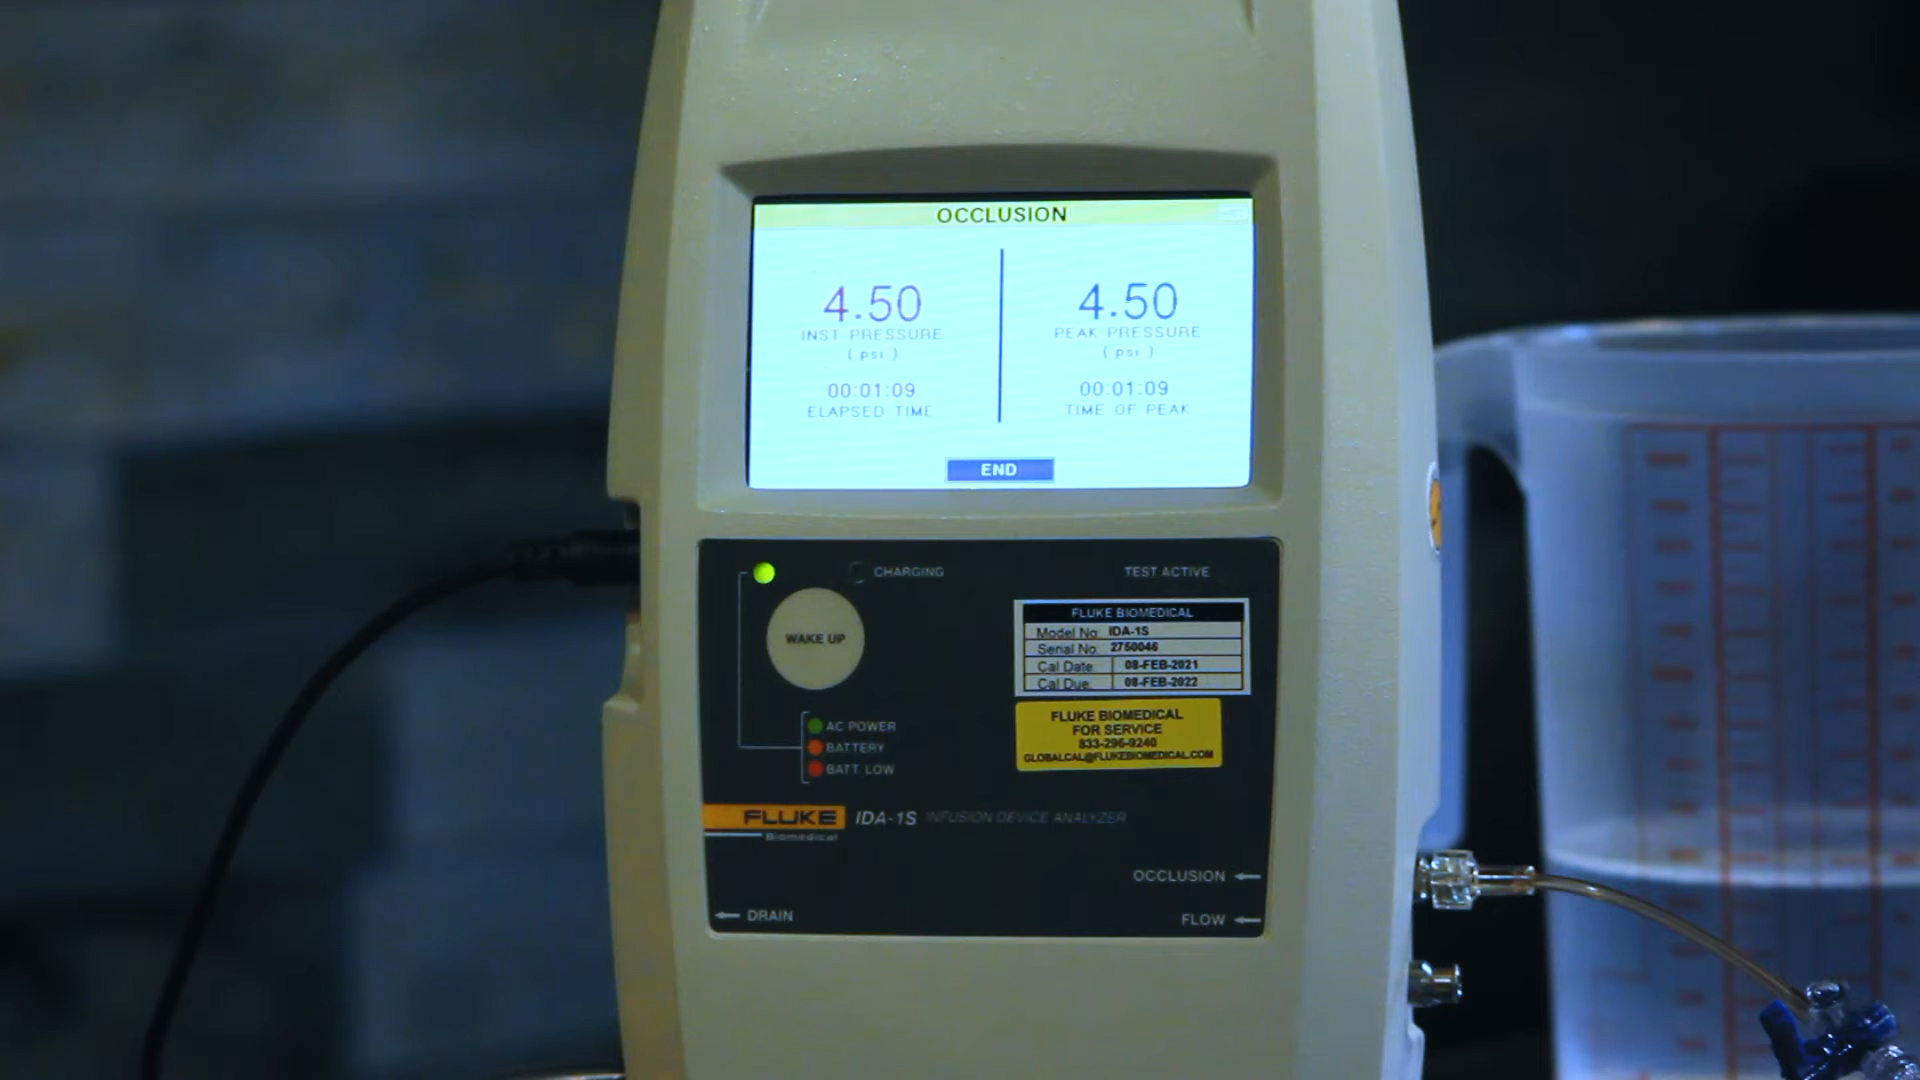 OCCLUSION
4.50
INST PRESSURE
( psi )
00:01:09
ELAPSED TIME
4.50
PEAK PRESSURE
( psi )
00:01:09
TIME OF PEAK
END
CHARGING
TEST ACTIVE
WAKE UP
FLUKE BIOMEDICAL
Model No: IDA-1S
Serial No: 2750046
Cal Date: 08-FEB-2021
Cal Due: 08-FEB-2022
FLUKE BIOMEDICAL
FOR SERVICE
833-296-9240
GLOBALCAL@FLUKEBIOMEDICAL.COM
AC POWER
BATTERY
BATT. LOW
FLUKE
Biomedical
IDA-1S INFUSION DEVICE ANALYZER
OCCLUSION
DRAIN
FLOW